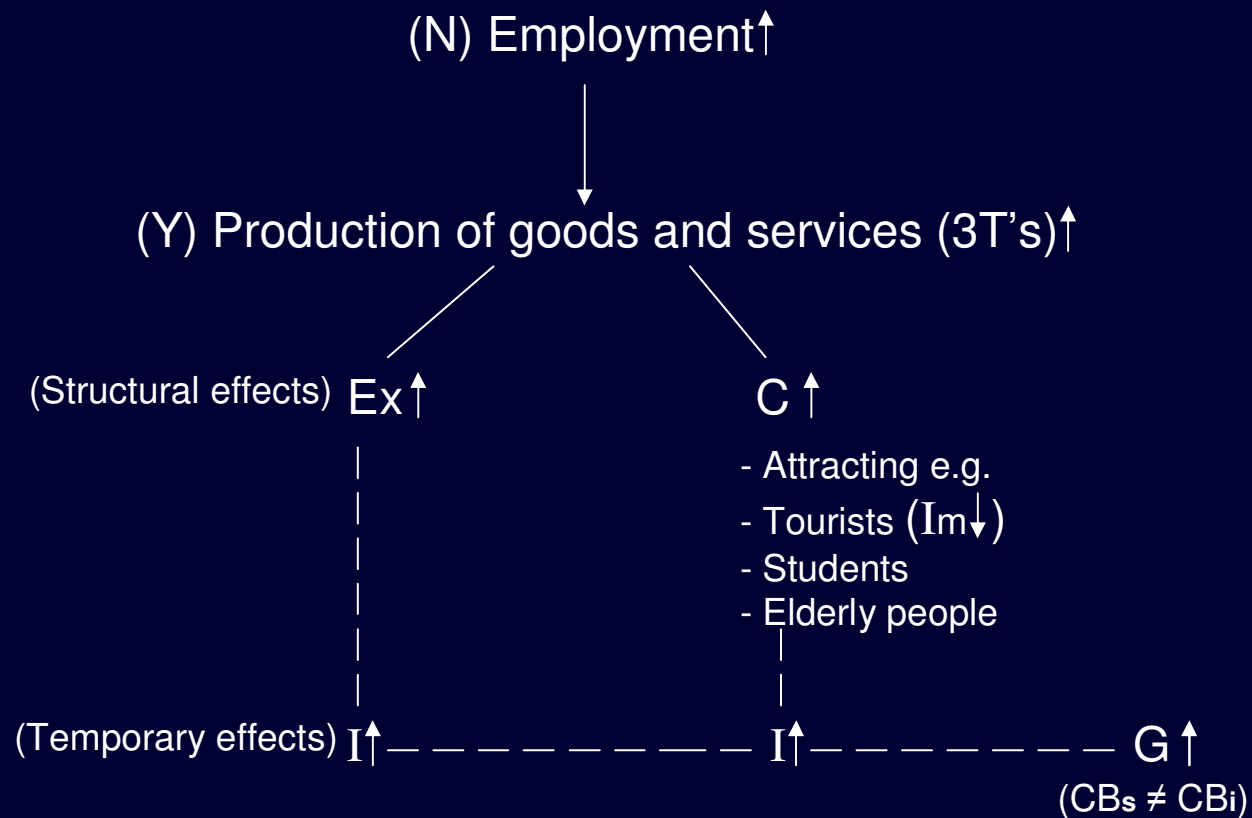 (N) Employment↑
(Y) Production of goods and services (3T's)↑
(Structural effects) Ex↑ C↑
- Attracting e.g.
- Tourists (Im↓)
- Students
- Elderly people
(Temporary effects) I↑ I↑ G↑
(CBs ≠ CBi)